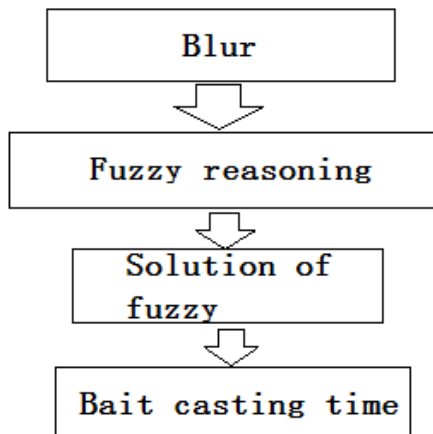 Blur
Fuzzy reasoning
Solution of
fuzzy
Bait casting time